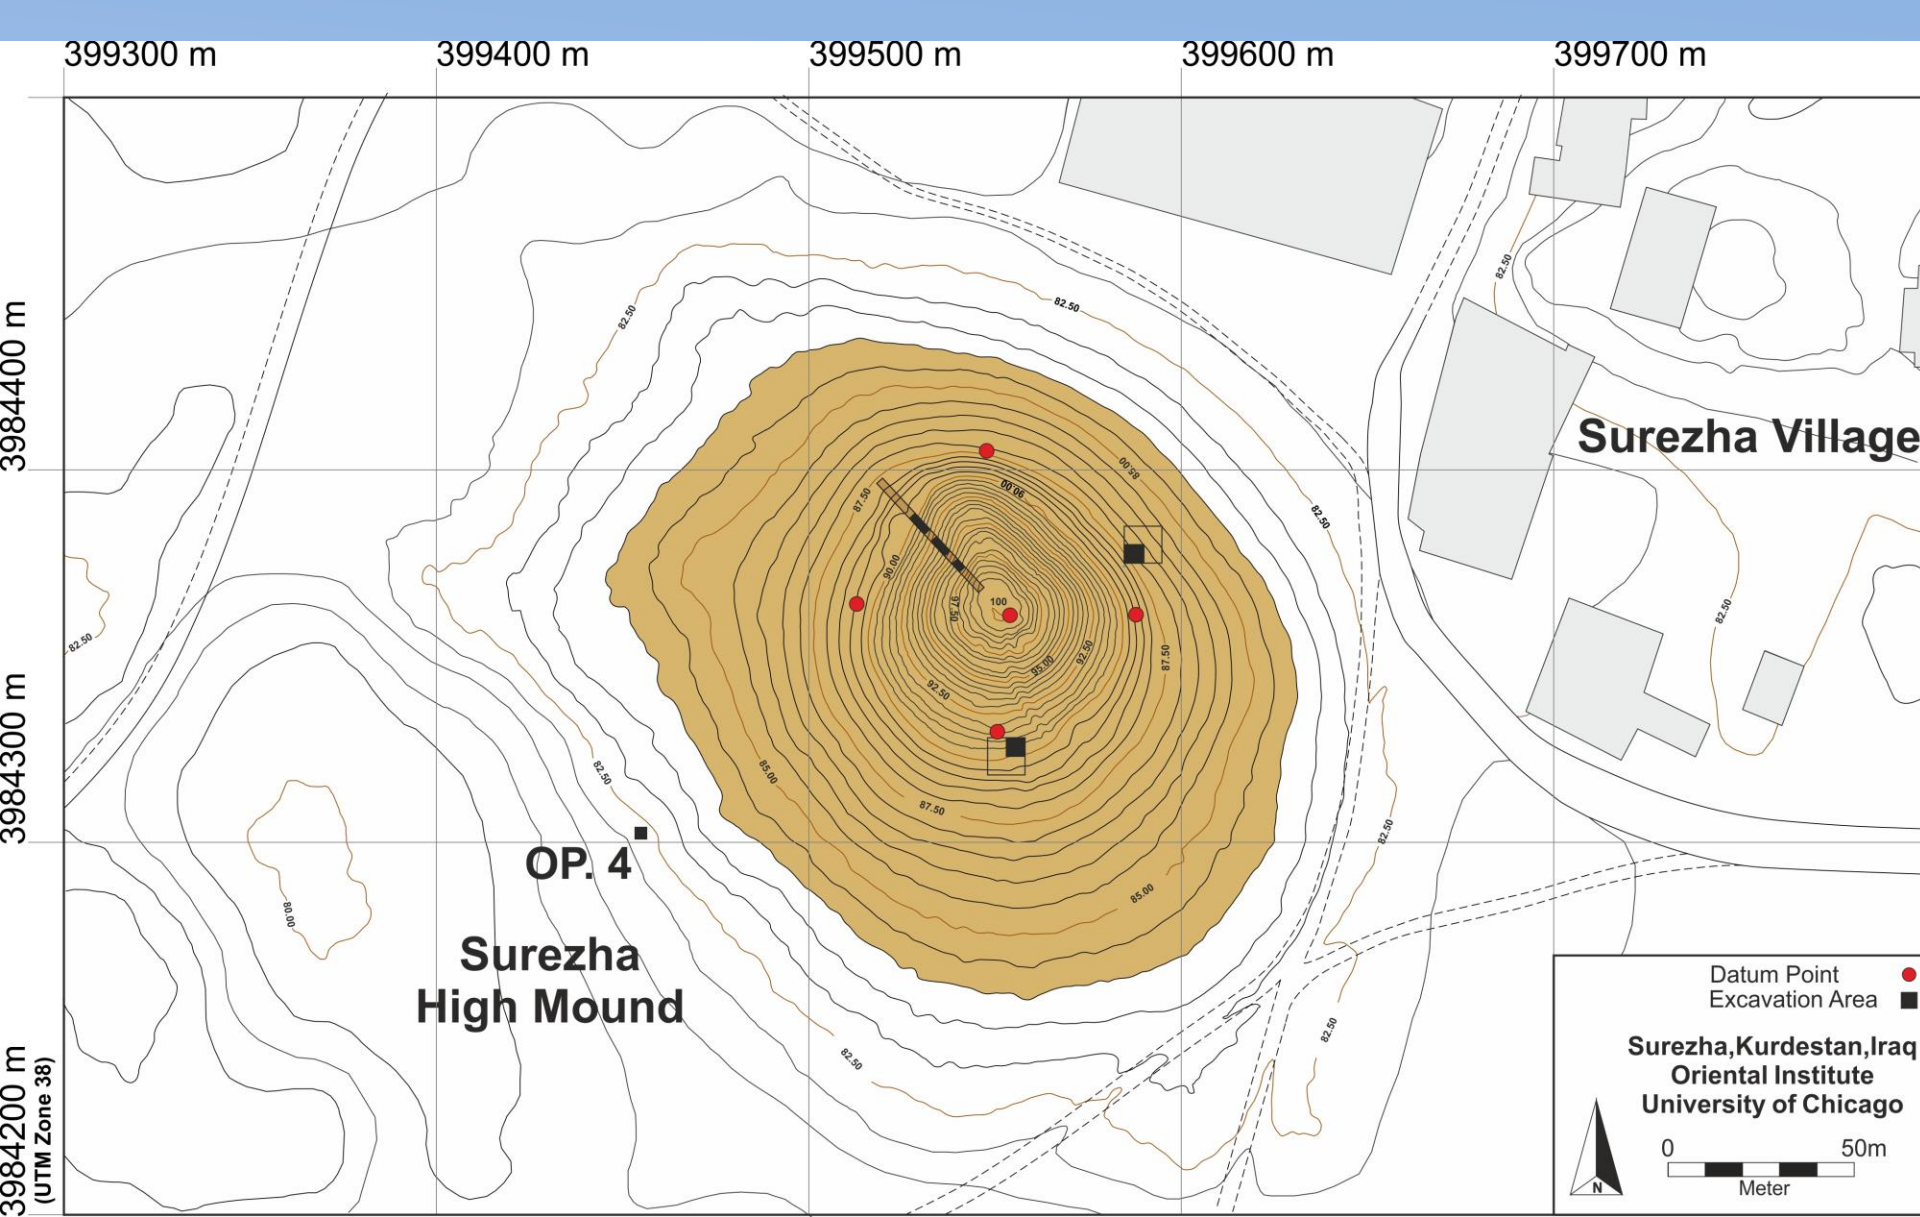 399300 m
399400 m
399500 m
399600 m
399700 m
3984400 m
3984300 m
3984200 m
(UTM Zone 38)
82.50
82.50
82.50
Surezha Village
85.00
90.00
87.50
82.50
90.00
97.50
100
82.50
82.50
92.50
95.00
87.50
92.50
82.50
85.00
87.50
82.50
OP. 4
85.00
80.00
Surezha
High Mound
82.50
82.50
Datum Point
Excavation Area
Surezha,Kurdestan,Iraq
Oriental Institute
University of Chicago
0
50m
Meter
N